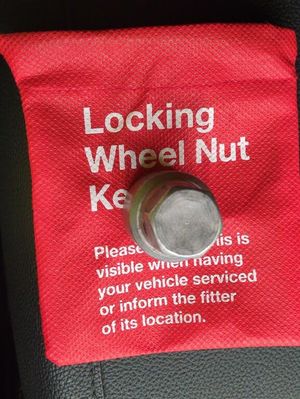 Locking
Wheel Nut
Ke
Please is is
visible when having
your vehicle serviced
or inform the fitter
of its location.